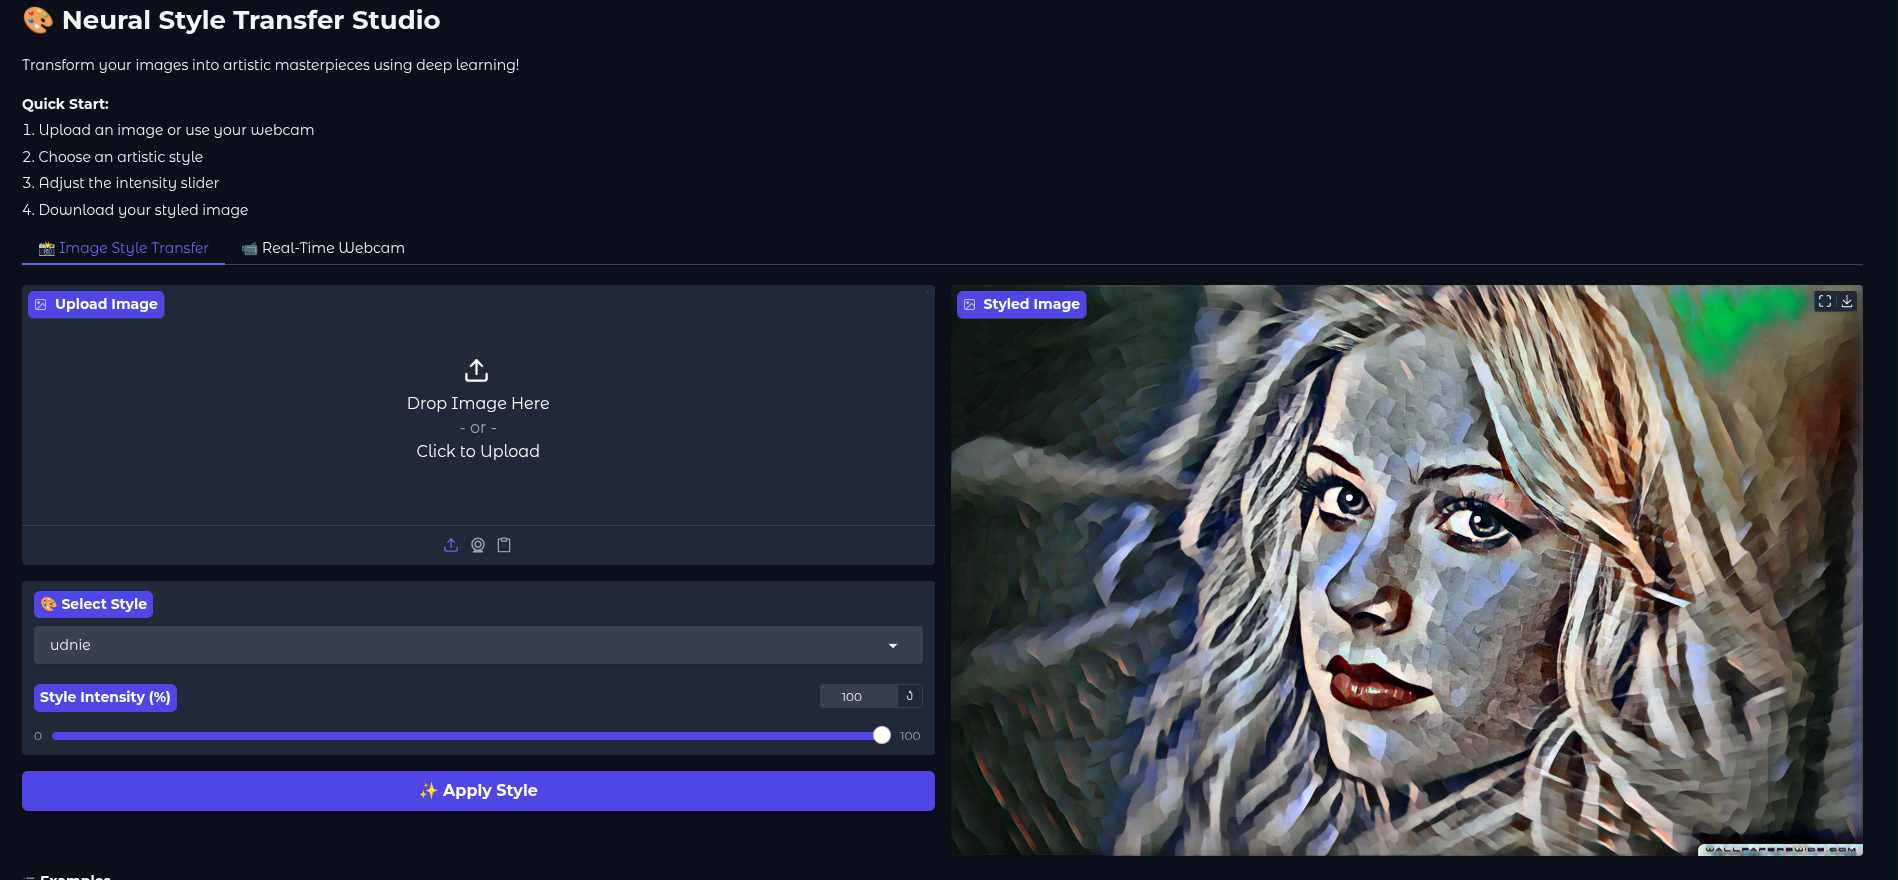 🎨 Neural Style Transfer Studio
Transform your images into artistic masterpieces using deep learning!
Quick Start:
1. Upload an image or use your webcam
2. Choose an artistic style
3. Adjust the intensity slider
4. Download your styled image
📸 Image Style Transfer 📹 Real-Time Webcam
Upload Image
Styled Image
Drop Image Here
- or -
Click to Upload
🎨 Select Style
udnie
Style Intensity (%)
100
0
100
✨ Apply Style
Examples